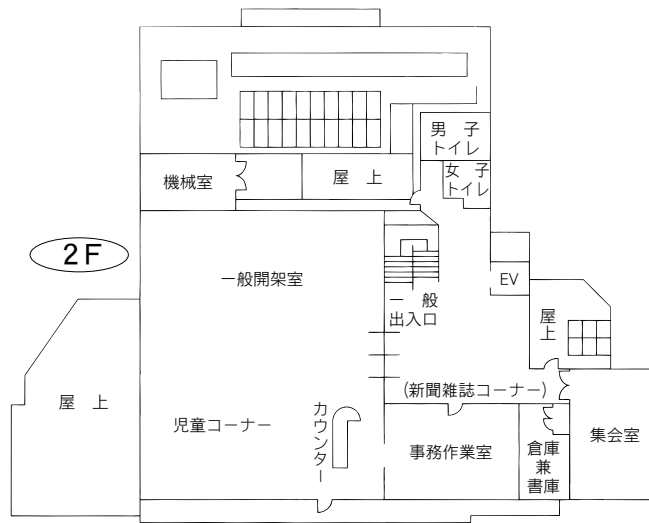 男　子
トイレ
女　子
トイレ
機械室
屋　上
2F
一般開架室
EV
一　般
出入口
屋上
(新聞雑誌コーナー)
屋　上
児童コーナー
カウンター
事務作業室
倉庫
兼
書庫
集会室